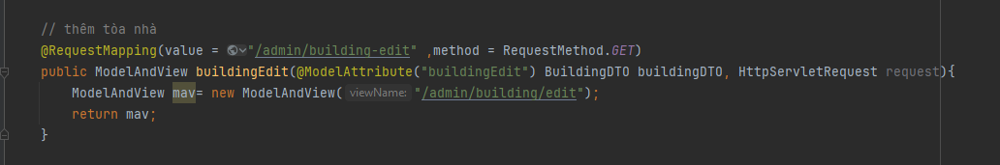 // thêm tòa nhà
@RequestMapping(value = "/admin/building-edit" ,method = RequestMethod.GET)
public ModelAndView buildingEdit(@ModelAttribute("buildingEdit") BuildingDTO buildingDTO, HttpServletRequest request){
ModelAndView mav= new ModelAndView( viewName: "/admin/building/edit");
return mav;
}